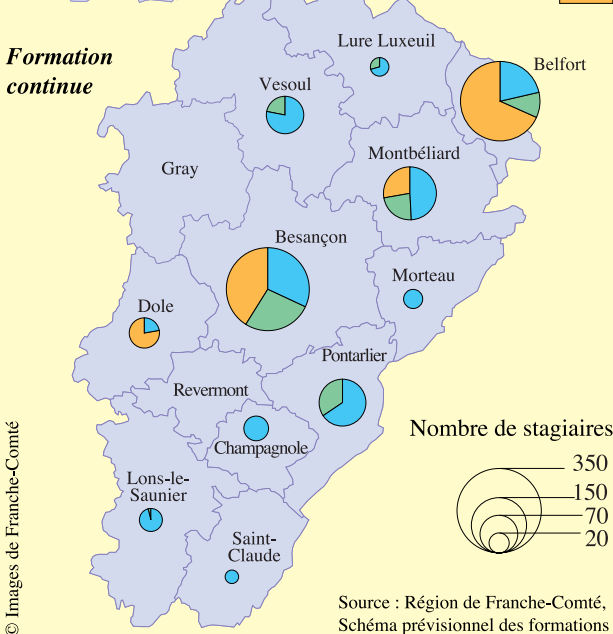 Formation
continue
Lure Luxeuil
Belfort
Vesoul
Montbéliard
Gray
Besançon
Morteau
Dole
Pontarlier
Revermont
Champagnole
Lons-le-
Saunier
Saint-
Claude
Nombre de stagiaires
350
150
70
20
© Images de Franche-Comté
Source : Région de Franche-Comté,
Schéma prévisionnel des formations